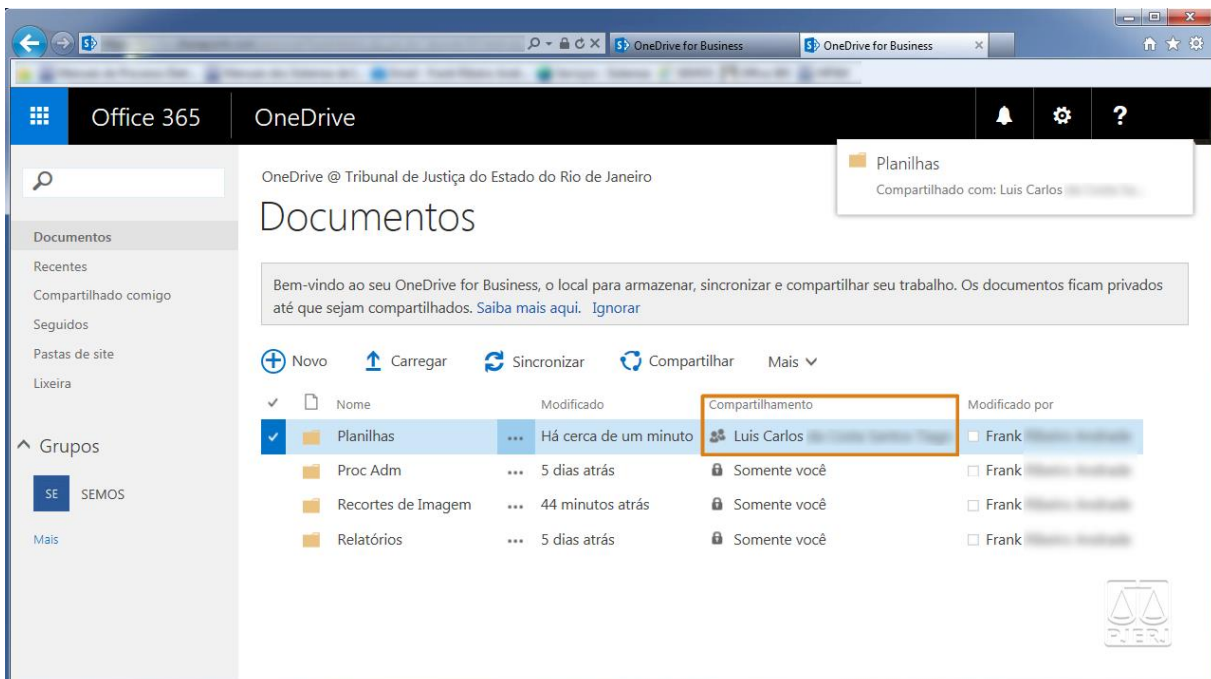 OneDrive for Business
OneDrive for Business
Office 365
OneDrive
?
Planilhas
Compartilhado com: Luis Carlos
OneDrive @ Tribunal de Justiça do Estado do Rio de Janeiro
Documentos
Documentos
Recentes
Compartilhado comigo
Seguidos
Pastas de site
Lixeira
Grupos
SE SEMOS
Mais
Bem-vindo ao seu OneDrive for Business, o local para armazenar, sincronizar e compartilhar seu trabalho. Os documentos ficam privados
até que sejam compartilhados. Saiba mais aqui. Ignorar
Novo Carregar Sincronizar Compartilhar Mais
Nome Modificado Compartilhamento Modificado por
Planilhas ... Há cerca de um minuto Luis Carlos Frank
Proc Adm ... 5 dias atrás Somente você Frank
Recortes de Imagem ... 44 minutos atrás Somente você Frank
Relatórios ... 5 dias atrás Somente você Frank
PJERJ